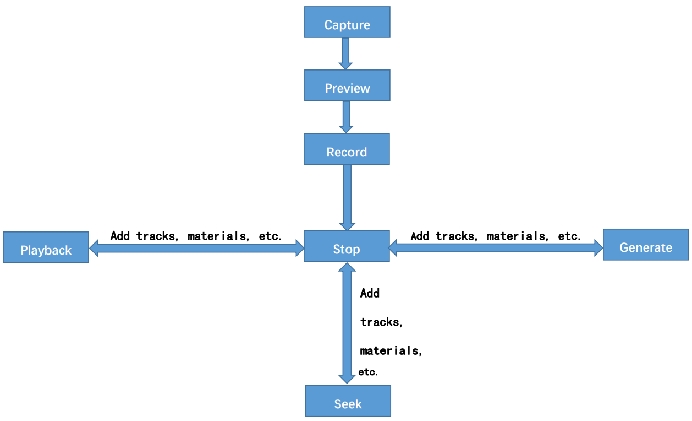 Capture
Preview
Record
Add tracks, materials, etc.
Add tracks, materials, etc.
Playback
Stop
Generate
Add
tracks,
materials,
etc.
Seek